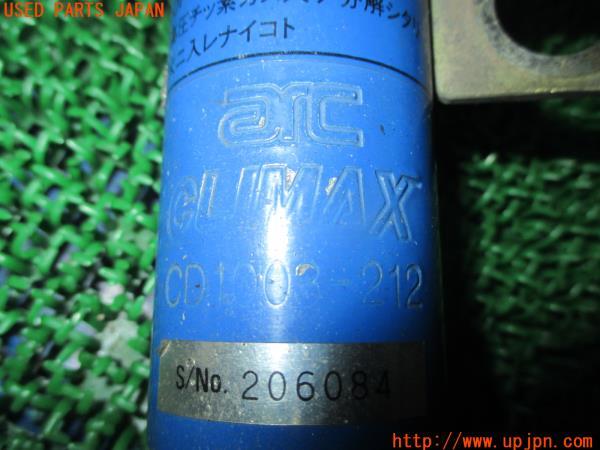 USED PARTS JAPAN
ニ入レナイコト
arc
CLIMAX
CD1003-212
S/No. 206084
http://www.upjpn.com